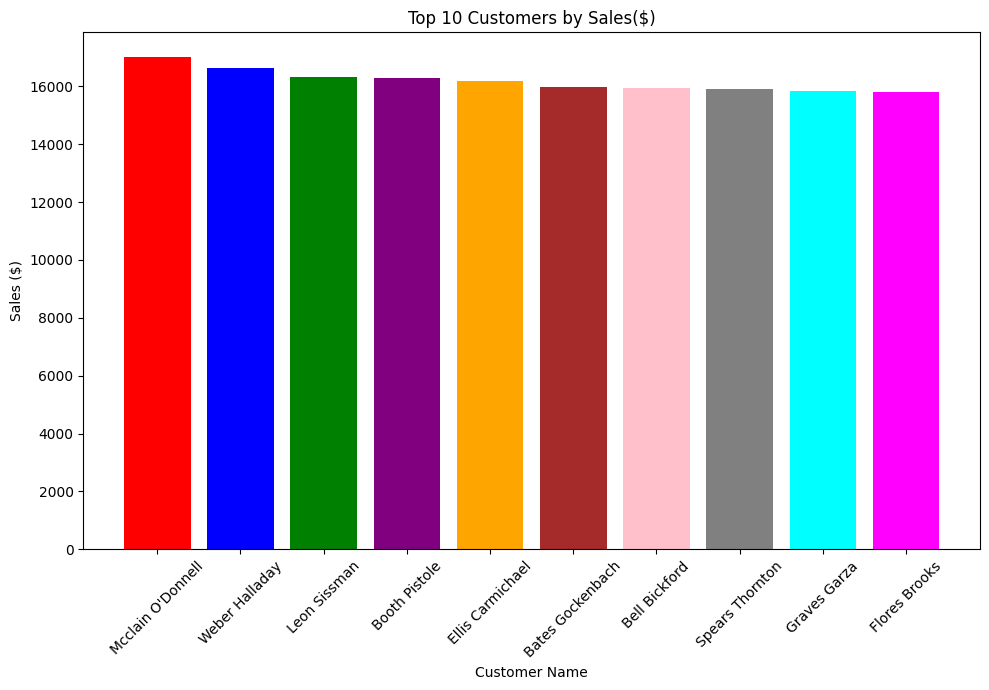 Top 10 Customers by Sales($)
Sales ($)
16000
14000
12000
10000
8000
6000
4000
2000
0
Mcclain O'Donnell
Weber Halladay
Leon Sissman
Booth Pistole
Ellis Carmichael
Bates Gockenbach
Bell Bickford
Spears Thornton
Graves Garza
Flores Brooks
Customer Name